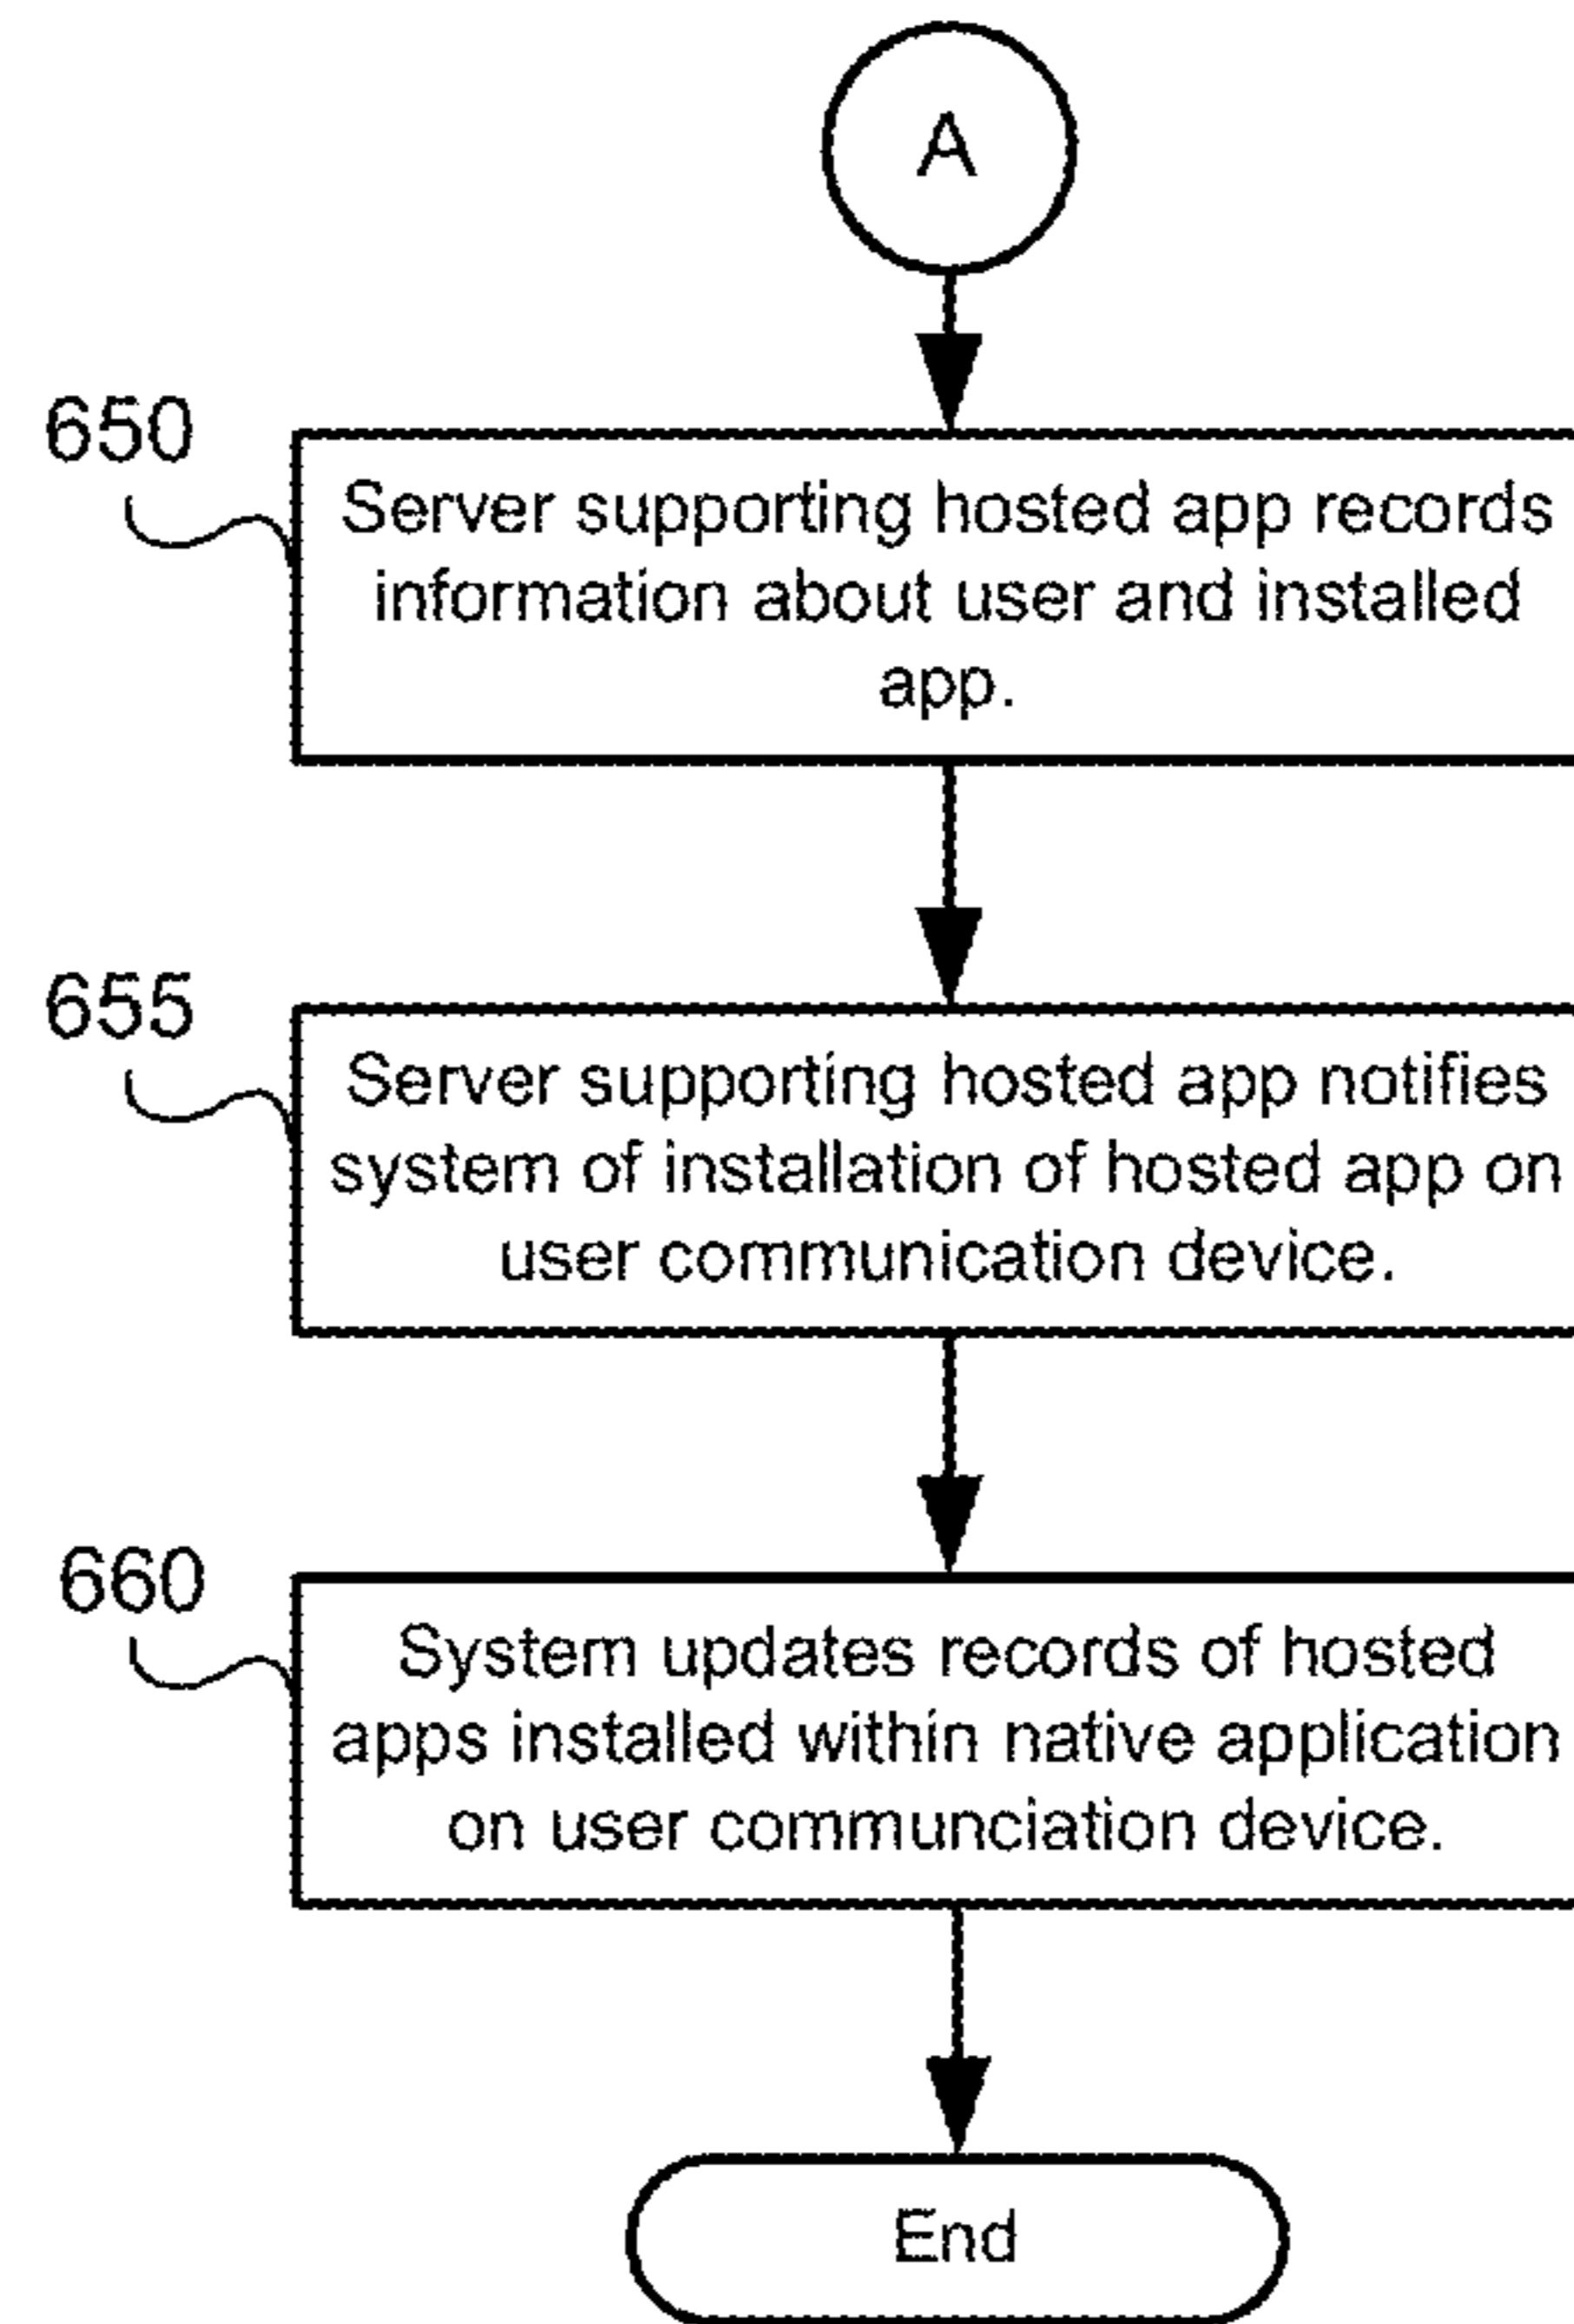 A
650
Server supporting hosted app records
information about user and installed
app.
655
Server supporting hosted app notifies
system of installation of hosted app on
user communication device.
660
System updates records of hosted
apps installed within native application
on user communciation device.
End